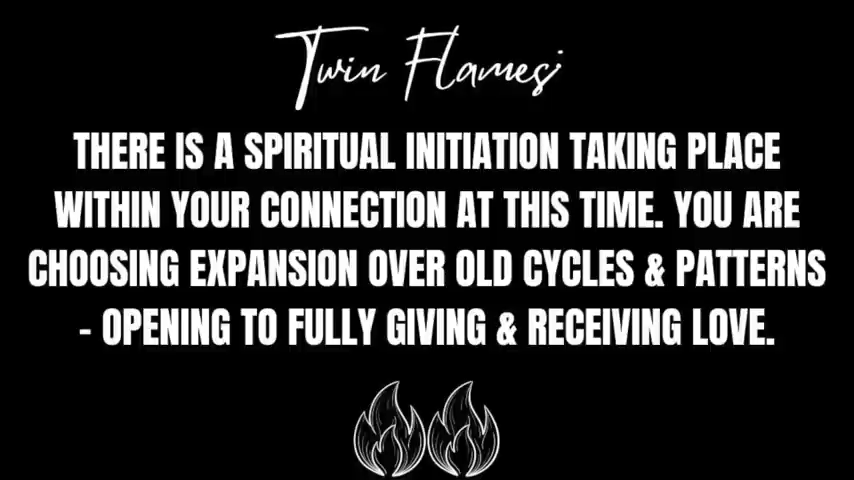 Twin Flames:
THERE IS A SPIRITUAL INITIATION TAKING PLACE
WITHIN YOUR CONNECTION AT THIS TIME. YOU ARE
CHOOSING EXPANSION OVER OLD CYCLES & PATTERNS
- OPENING TO FULLY GIVING & RECEIVING LOVE.